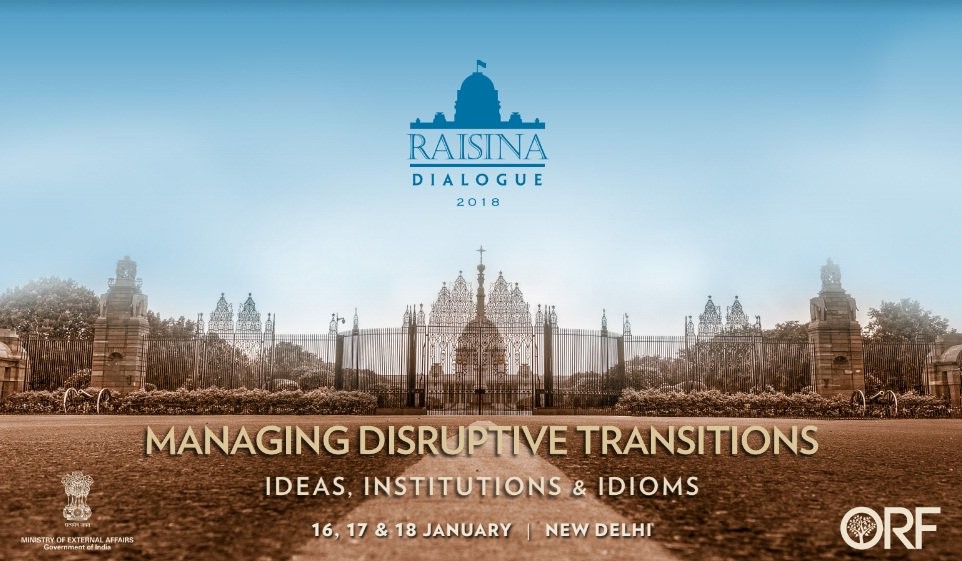 RAISINA
DIALOGUE
2018
MANAGING DISRUPTIVE TRANSITIONS
IDEAS, INSTITUTIONS & IDIOMS
16, 17 & 18 JANUARY | NEW DELHI
MINISTRY OF EXTERNAL AFFAIRS
Government of India
ORF